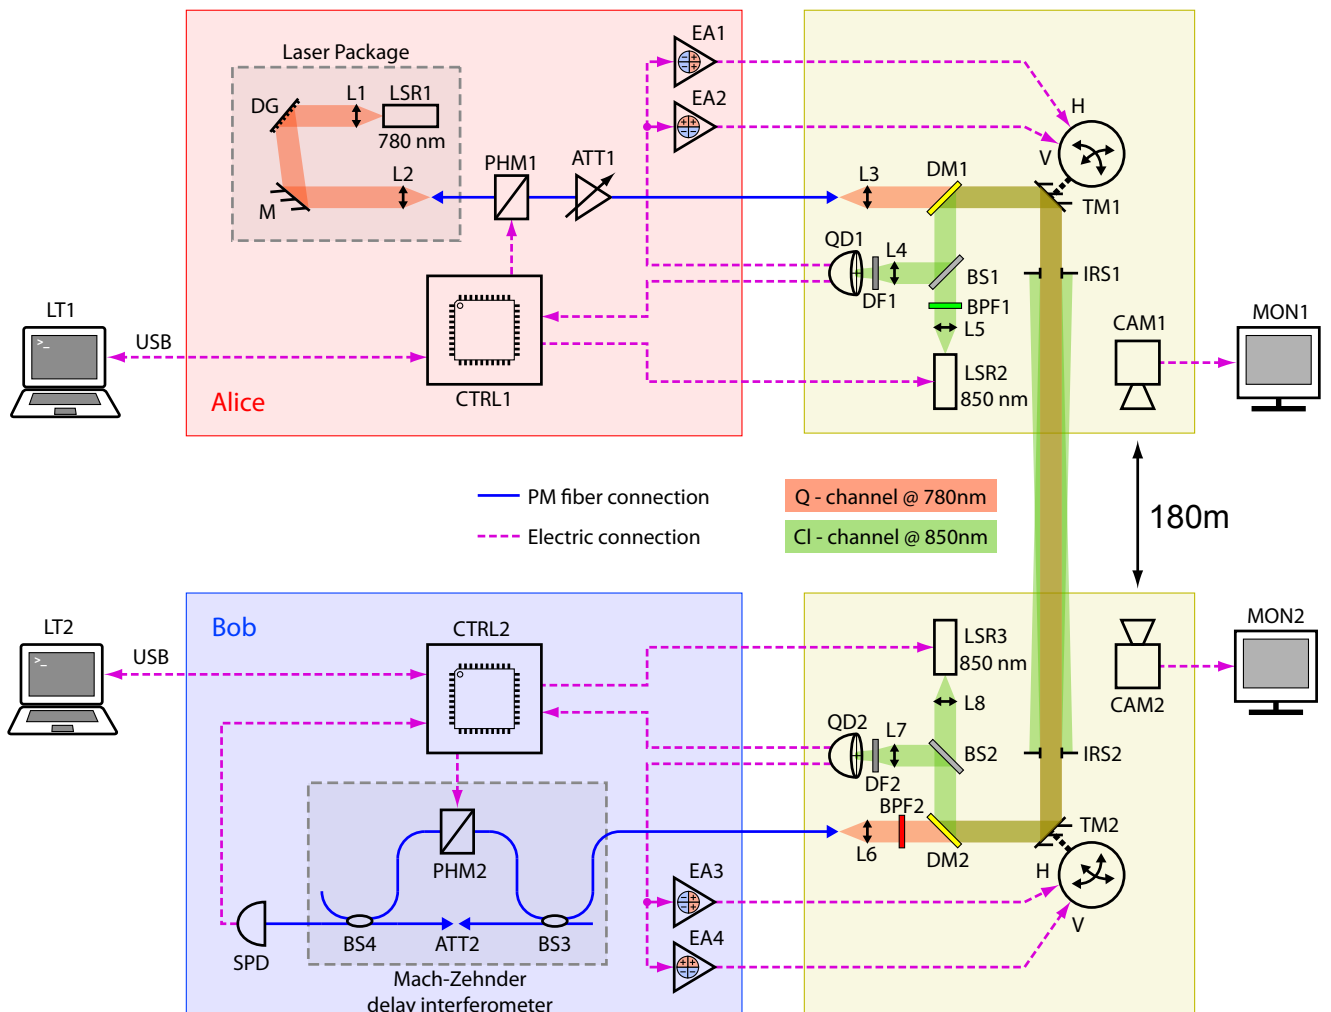 Laser Package
DG
L1
LSR1
780 nm
M
L2
PHM1
ATT1
EA1
EA2
H
V
TM1
L3
DM1
QD1
L4
DF1
BS1
BPF1
L5
LSR2
850 nm
IRS1
CAM1
MON1
LT1
>_
USB
CTRL1
Alice
PM fiber connection
Electric connection
Q - channel @ 780nm
Cl - channel @ 850nm
180m
Bob
LT2
>_
USB
CTRL2
LSR3
850 nm
L8
QD2
L7
DF2
BS2
BPF2
L6
DM2
IRS2
CAM2
MON2
TM2
H
V
PHM2
EA3
EA4
SPD
BS4
ATT2
BS3
Mach-Zehnder
delay interferometer